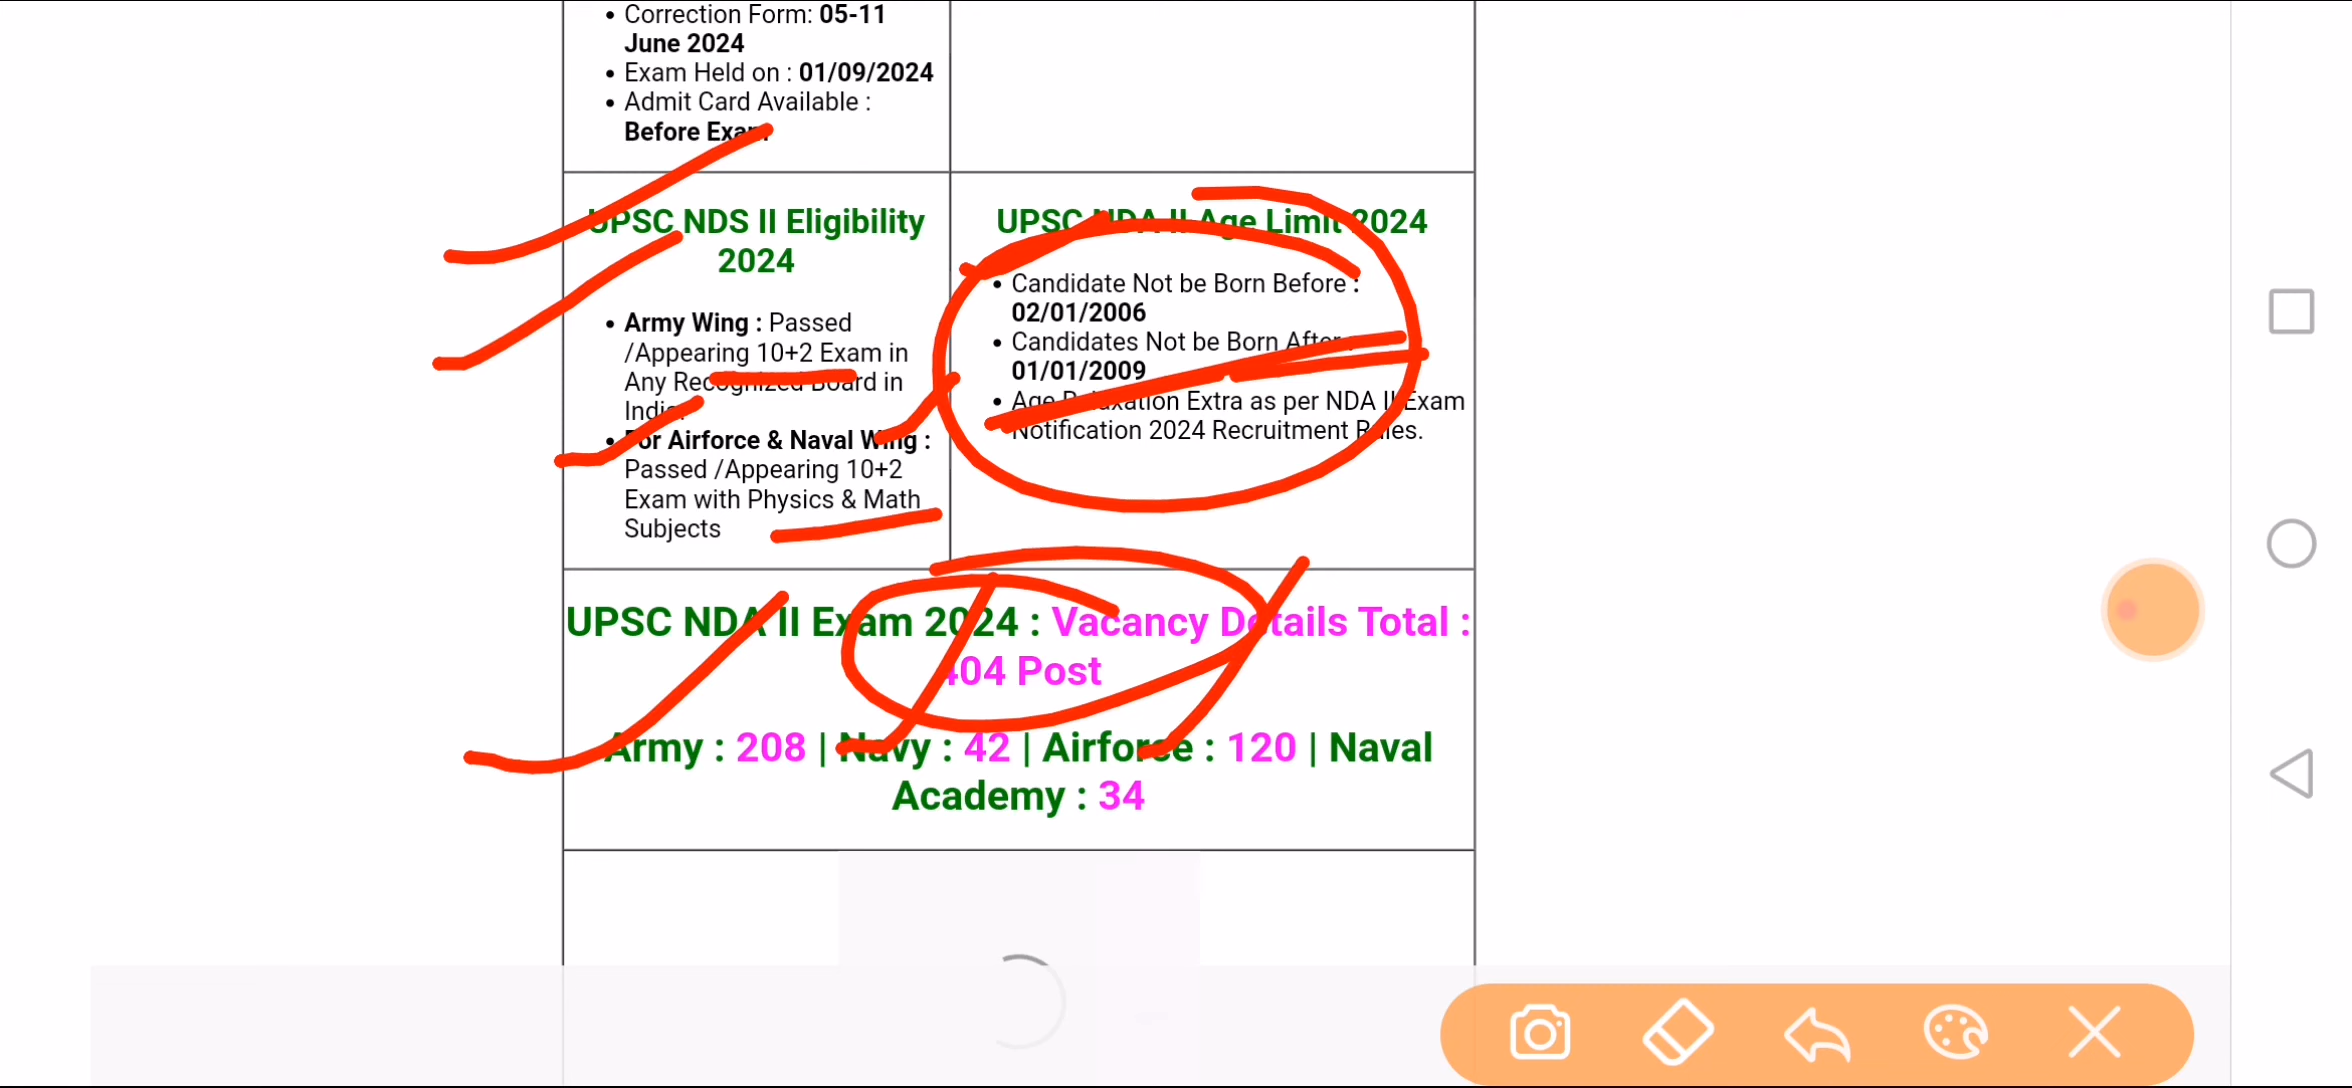 • Correction Form: 05-11
June 2024
• Exam Held on : 01/09/2024
• Admit Card Available :
Before Exam
UPSC NDS II Eligibility
2024
• Army Wing : Passed
/Appearing 10+2 Exam in
Any Recognized Board in
India.
• For Airforce & Naval Wing :
Passed /Appearing 10+2
Exam with Physics & Math
Subjects
UPSC NDA II Age Limit 2024
• Candidate Not be Born Before :
02/01/2006
• Candidates Not be Born After :
01/01/2009
• Age Relaxation Extra as per NDA II Exam
Notification 2024 Recruitment Rules.
UPSC NDA II Exam 2024 : Vacancy Details Total :
404 Post
Army : 208 | Navy : 42 | Airforce : 120 | Naval
Academy : 34